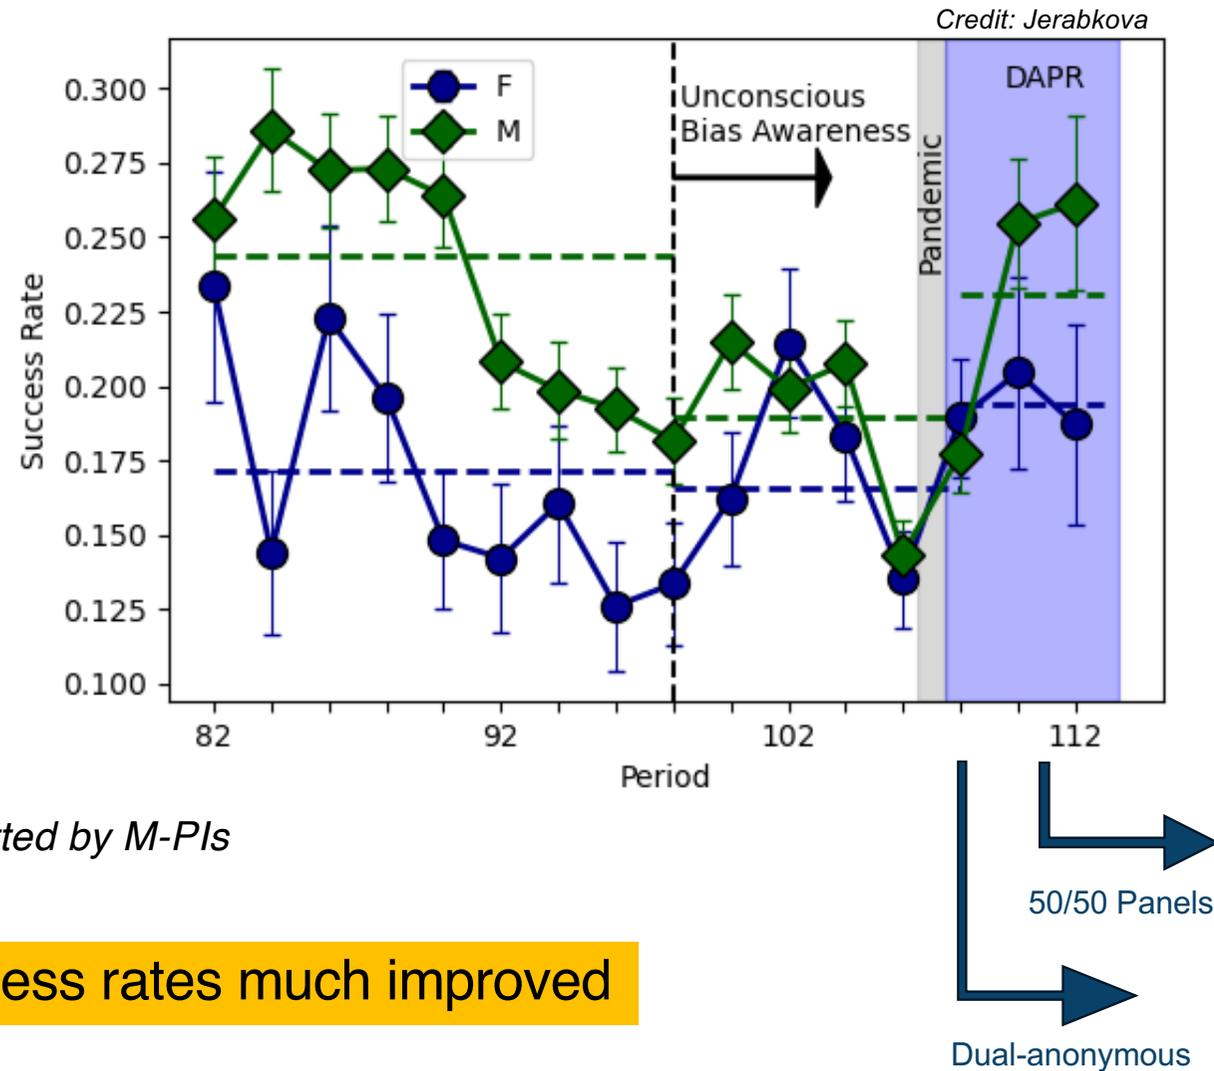 Credit: Jerabkova
F
M
Unconscious
Bias Awareness
Pandemic
DAPR
0.300
0.275
0.250
0.225
0.200
0.175
0.150
0.125
0.100
Success Rate
82
92
102
112
Period
ted by M-PIs
50/50 Panels
ess rates much improved
Dual-anonymous